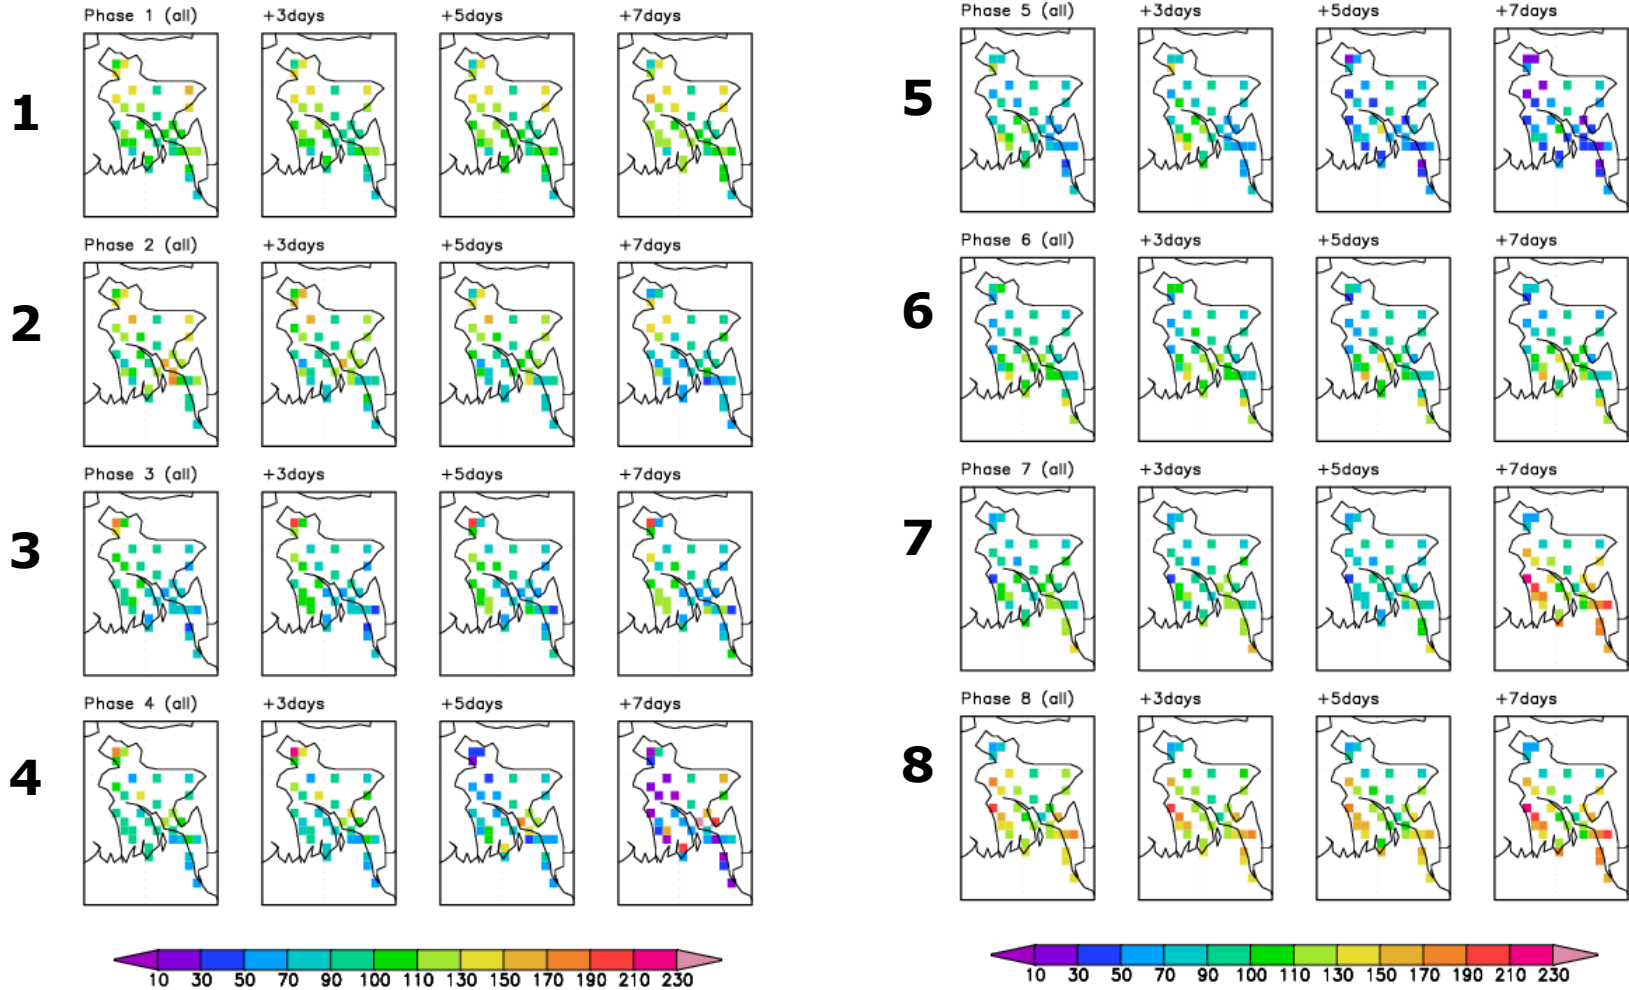 Phase 1 (all) +3days +5days +7days
1
Phase 2 (all) +3days +5days +7days
2
Phase 3 (all) +3days +5days +7days
3
Phase 4 (all) +3days +5days +7days
4
10 30 50 70 90 100 110 130 150 170 190 210 230
Phase 5 (all) +3days +5days +7days
5
Phase 6 (all) +3days +5days +7days
6
Phase 7 (all) +3days +5days +7days
7
Phase 8 (all) +3days +5days +7days
8
10 30 50 70 90 100 110 130 150 170 190 210 230